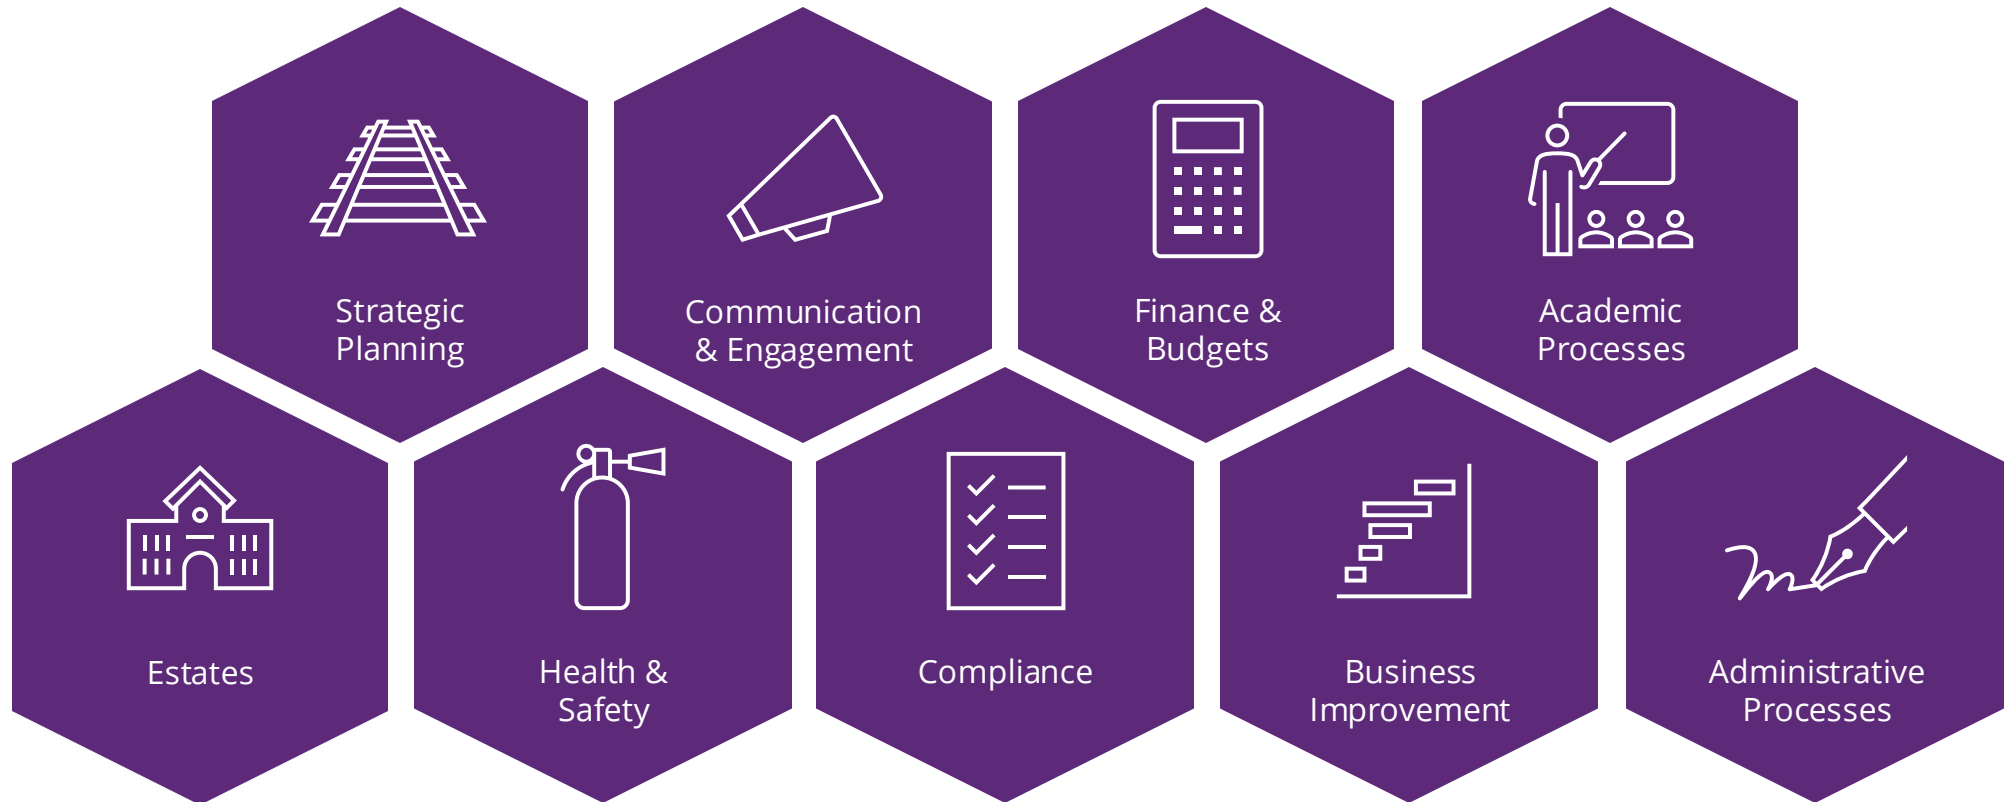 Strategic
Planning
Communication
& Engagement
Finance &
Budgets
Academic
Processes
Estates
Health &
Safety
Compliance
Business
Improvement
Administrative
Processes